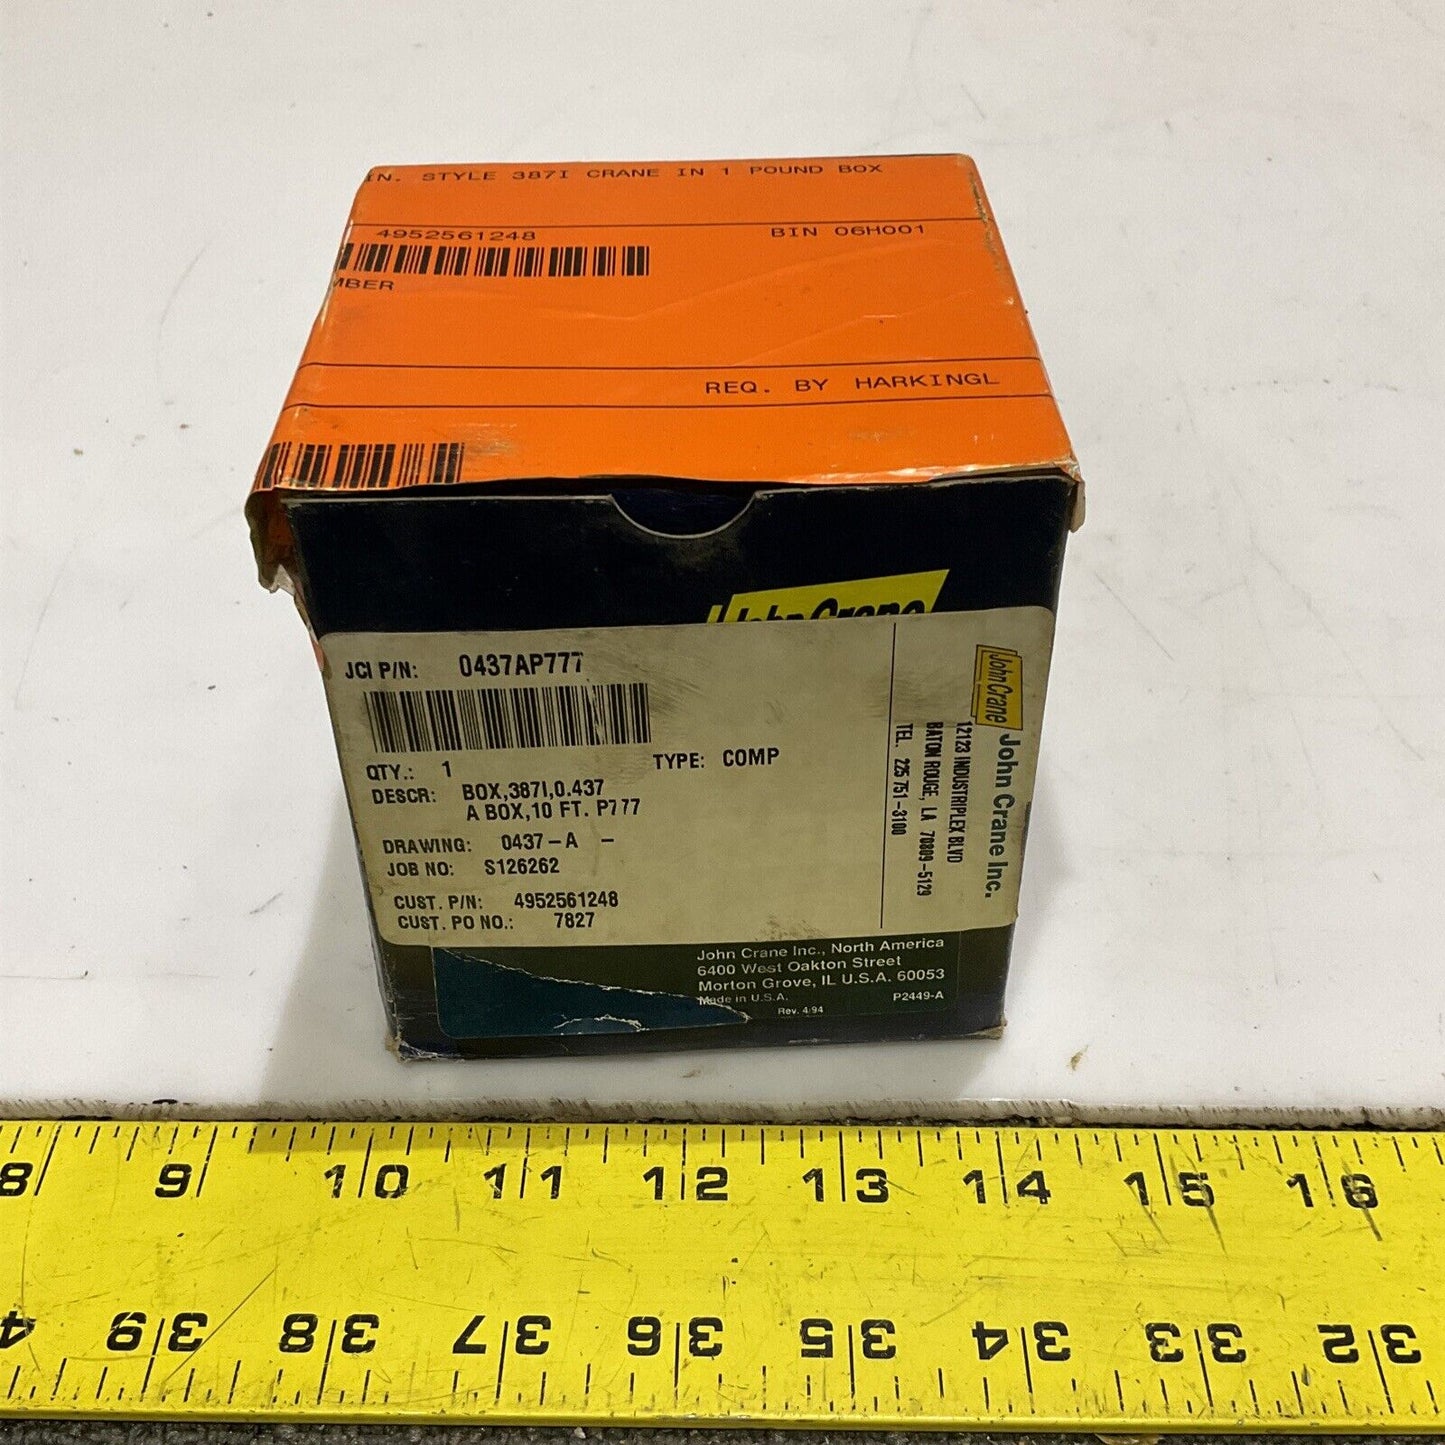 IN. STYLE 387I CRANE IN 1 POUND BOX
4952561248 BIN 06H001
MBER
REQ. BY HARKINGL
John Crane
JCI P/N: 0437AP777
QTY.: 1 TYPE: COMP
DESCR: BOX,387I,0.437
A BOX,10 FT. P777
DRAWING: 0437-A -
JOB NO: S126262
CUST. P/N: 4952561248
CUST. PO NO.: 7827
John Crane
John Crane Inc.
12123 INDUSTRIPLEX BLVD
BATON ROUGE, LA 70809-5129
TEL. 225 751-3100
John Crane Inc., North America
6400 West Oakton Street
Morton Grove, IL U.S.A. 60053
Made in U.S.A. P2449-A
Rev. 4/94
8 9 10 11 12 13 14 15 16
4 39 38 37 36 35 34 33 32